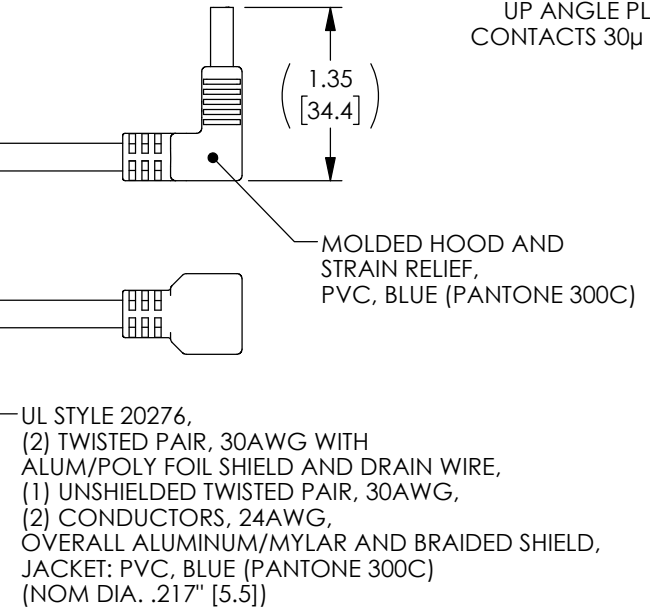 UP ANGLE
CONTACTS 30µ
1.35
[34.4]
MOLDED HOOD AND
STRAIN RELIEF,
PVC, BLUE (PANTONE 300C)
UL STYLE 20276,
(2) TWISTED PAIR, 30AWG WITH
ALUM/POLY FOIL SHIELD AND DRAIN WIRE,
(1) UNSHIELDED TWISTED PAIR, 30AWG,
(2) CONDUCTORS, 24AWG,
OVERALL ALUMINUM/MYLAR AND BRAIDED SHIELD,
JACKET: PVC, BLUE (PANTONE 300C)
(NOM DIA. .217" [5.5])